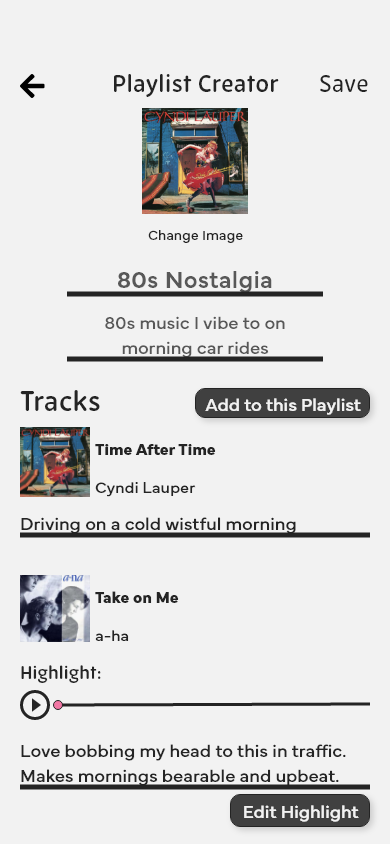 Playlist Creator Save
CYNDI LAUPER
Change Image
80s Nostalgia
80s music I vibe to on
morning car rides
Tracks Add to this Playlist
Time After Time
Cyndi Lauper
Driving on a cold wistful morning
a-ha
Take on Me
a-ha
Highlight:
Love bobbing my head to this in traffic.
Makes mornings bearable and upbeat.
Edit Highlight